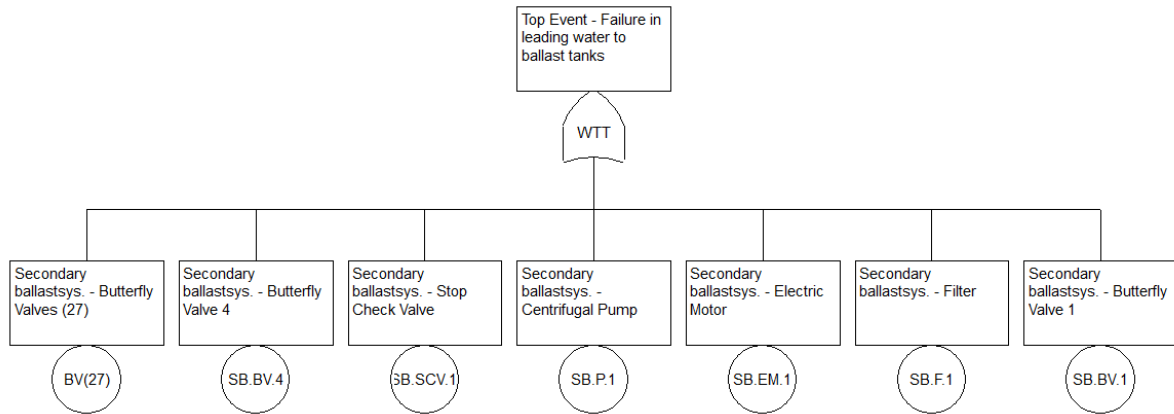 Top Event - Failure in
leading water to
ballast tanks
WTT
Secondary
ballastsys. - Butterfly
Valves (27)
Secondary
ballastsys. - Butterfly
Valve 4
Secondary
ballastsys. - Stop
Check Valve
Secondary
ballastsys. -
Centrifugal Pump
Secondary
ballastsys. - Electric
Motor
Secondary
ballastsys. - Filter
Secondary
ballastsys. - Butterfly
Valve 1
BV(27)
SB.BV.4
SB.SCV.1
SB.P.1
SB.EM.1
SB.F.1
SB.BV.1